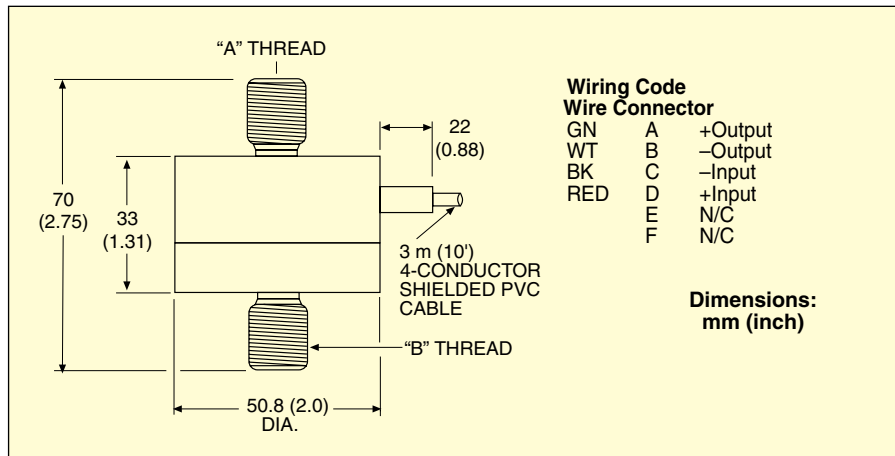 “A” THREAD
22
(0.88)
70
(2.75)
33
(1.31)
3 m (10')
4-CONDUCTOR
SHIELDED PVC
CABLE
“B” THREAD
50.8 (2.0)
DIA.
Wiring Code
Wire Connector
GN A +Output
WT B –Output
BK C –Input
RED D +Input
E N/C
F N/C
Dimensions:
mm (inch)